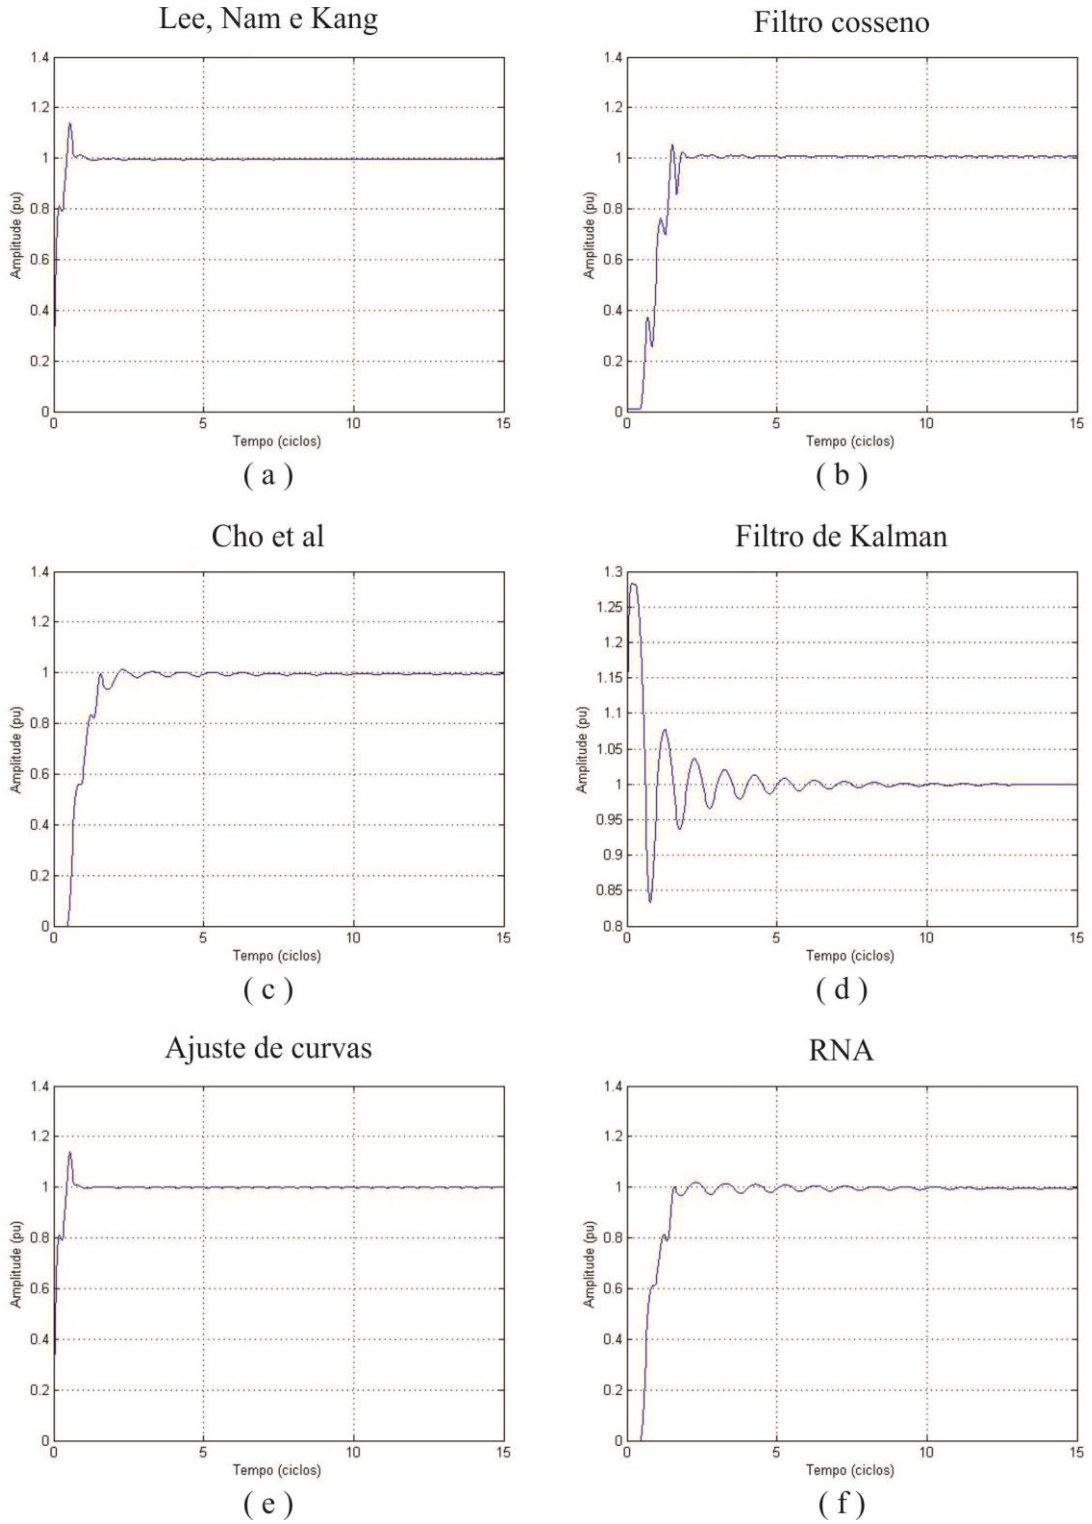 Lee, Nam e Kang
1.4
1.2
1
0.8
0.6
0.4
0.2
0
Amplitude (pu)
0 5 10 15
Tempo (ciclos)
( a )
Filtro cosseno
1.4
1.2
1
0.8
0.6
0.4
0.2
0
Amplitude (pu)
0 5 10 15
Tempo (ciclos)
( b )
Cho et al
1.4
1.2
1
0.8
0.6
0.4
0.2
0
Amplitude (pu)
0 5 10 15
Tempo (ciclos)
( c )
Filtro de Kalman
1.3
1.25
1.2
1.15
1.1
1.05
1
0.95
0.9
0.85
0.8
Amplitude (pu)
0 5 10 15
Tempo (ciclos)
( d )
Ajuste de curvas
1.4
1.2
1
0.8
0.6
0.4
0.2
0
Amplitude (pu)
0 5 10 15
Tempo (ciclos)
( e )
RNA
1.4
1.2
1
0.8
0.6
0.4
0.2
0
Amplitude (pu)
0 5 10 15
Tempo (ciclos)
( f )